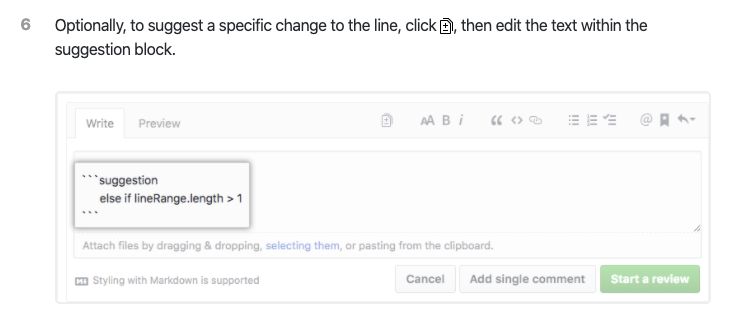 6 Optionally, to suggest a specific change to the line, click , then edit the text within the
suggestion block.
Write Preview AA B i “ <> @
```suggestion
else if lineRange.length > 1
```
Attach files by dragging & dropping, selecting them, or pasting from the clipboard.
Styling with Markdown is supported Cancel Add single comment Start a review